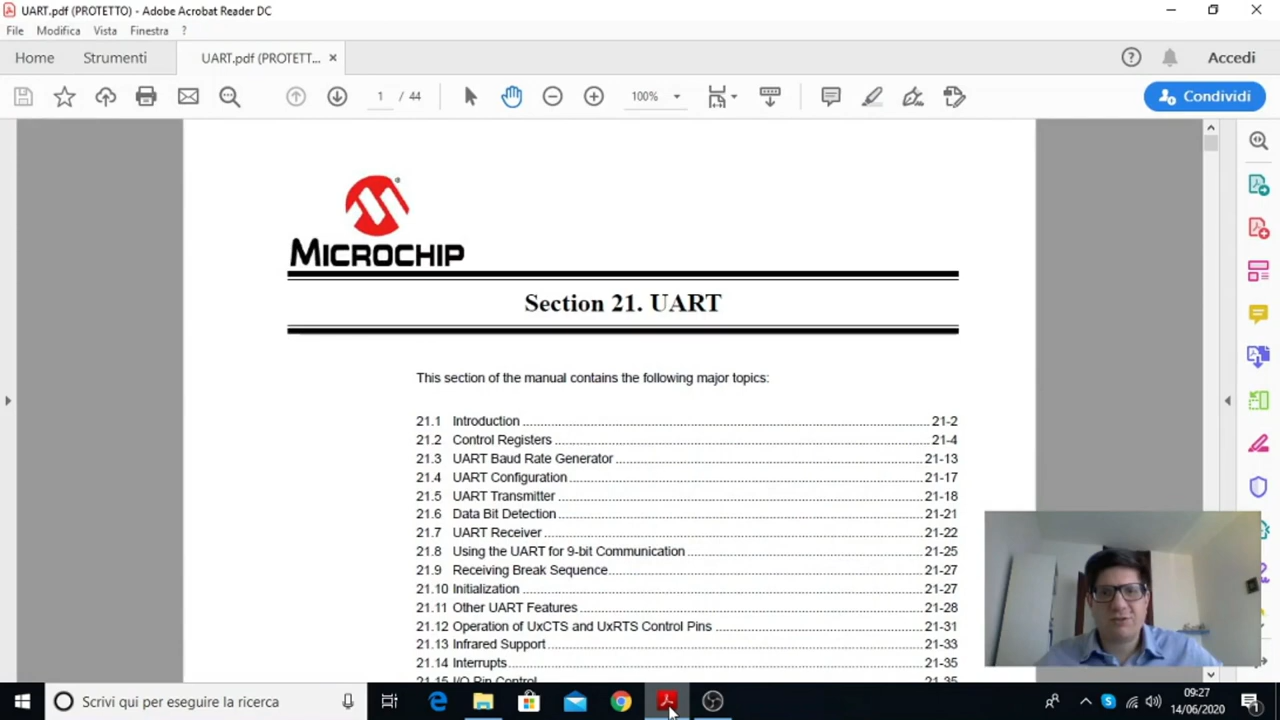 UART.pdf (PROTETTO) - Adobe Acrobat Reader DC
File Modifica Vista Finestra ?
Home Strumenti UART.pdf (PROTETT... × Accedi
1 / 44 100% Condividi
MICROCHIP
Section 21. UART
This section of the manual contains the following major topics:
21.1 Introduction 21-2
21.2 Control Registers 21-4
21.3 UART Baud Rate Generator 21-13
21.4 UART Configuration 21-17
21.5 UART Transmitter 21-18
21.6 Data Bit Detection 21-21
21.7 UART Receiver 21-22
21.8 Using the UART for 9-bit Communication 21-25
21.9 Receiving Break Sequence 21-27
21.10 Initialization 21-27
21.11 Other UART Features 21-28
21.12 Operation of UxCTS and UxRTS Control Pins 21-31
21.13 Infrared Support 21-33
21.14 Interrupts 21-35
21.15 I/O Pin Control 21-35
Scrivi qui per eseguire la ricerca
09:27
14/06/2020